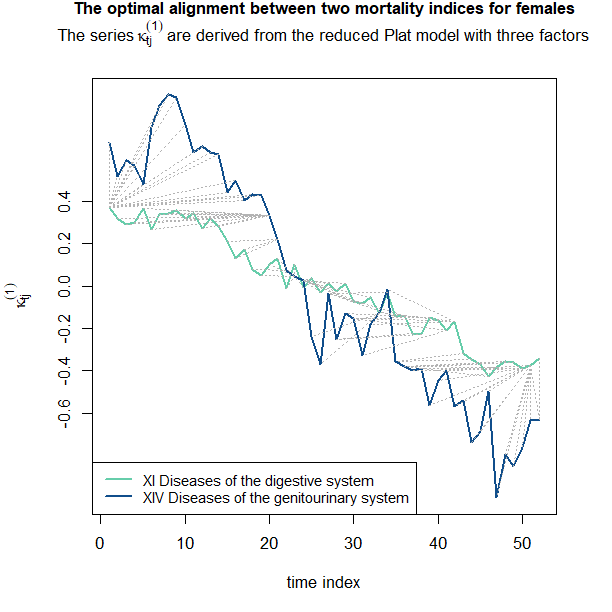 The optimal alignment between two mortality indices for females
The series κtj(1) are derived from the reduced Plat model with three factors
κtj(1)
0.4
0.2
0.0
-0.2
-0.4
-0.6
XI Diseases of the digestive system
XIV Diseases of the genitourinary system
0 10 20 30 40 50
time index